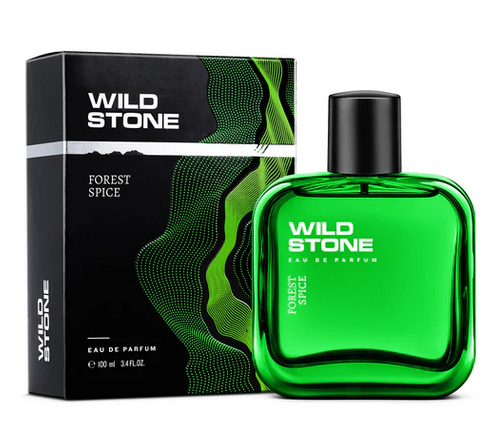 WILD
STONE
FOREST
SPICE
EAU DE PARFUM
℮ 100 ml 3.4 FL.OZ.
WILD
STONE
WILD
STONE
EAU DE PARFUM
FOREST
SPICE